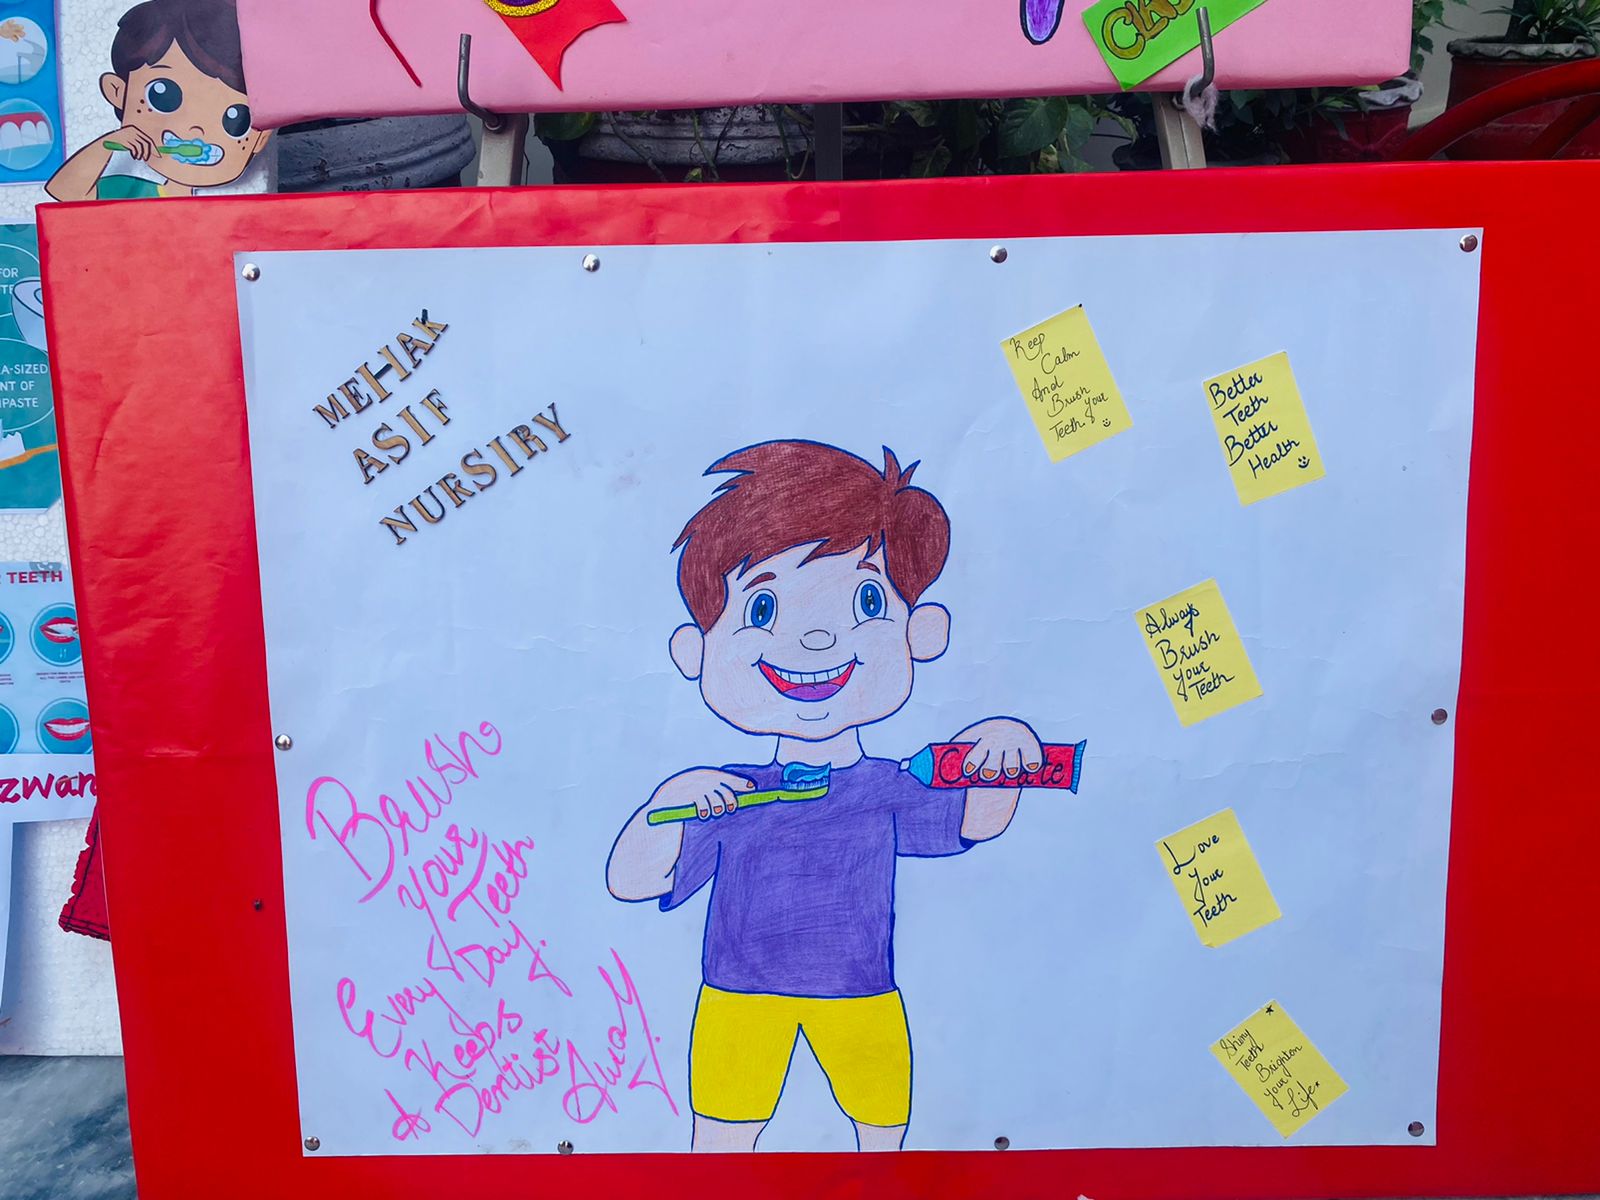 MEHAK
ASIF
NURSIRY
Keep
Calm
And
Brush your
Teeth.
Better
Teeth
Better
Health
Always
Brush
your
Teeth
Love
Your
Teeth
Shiny
Teeth
Brighton
your
Life.
Brush
your
Teeth
Every Day.
& Keeps
Dentist
Away.
TEETH
FOR
A-SIZED
NT OF
PASTE
zwan